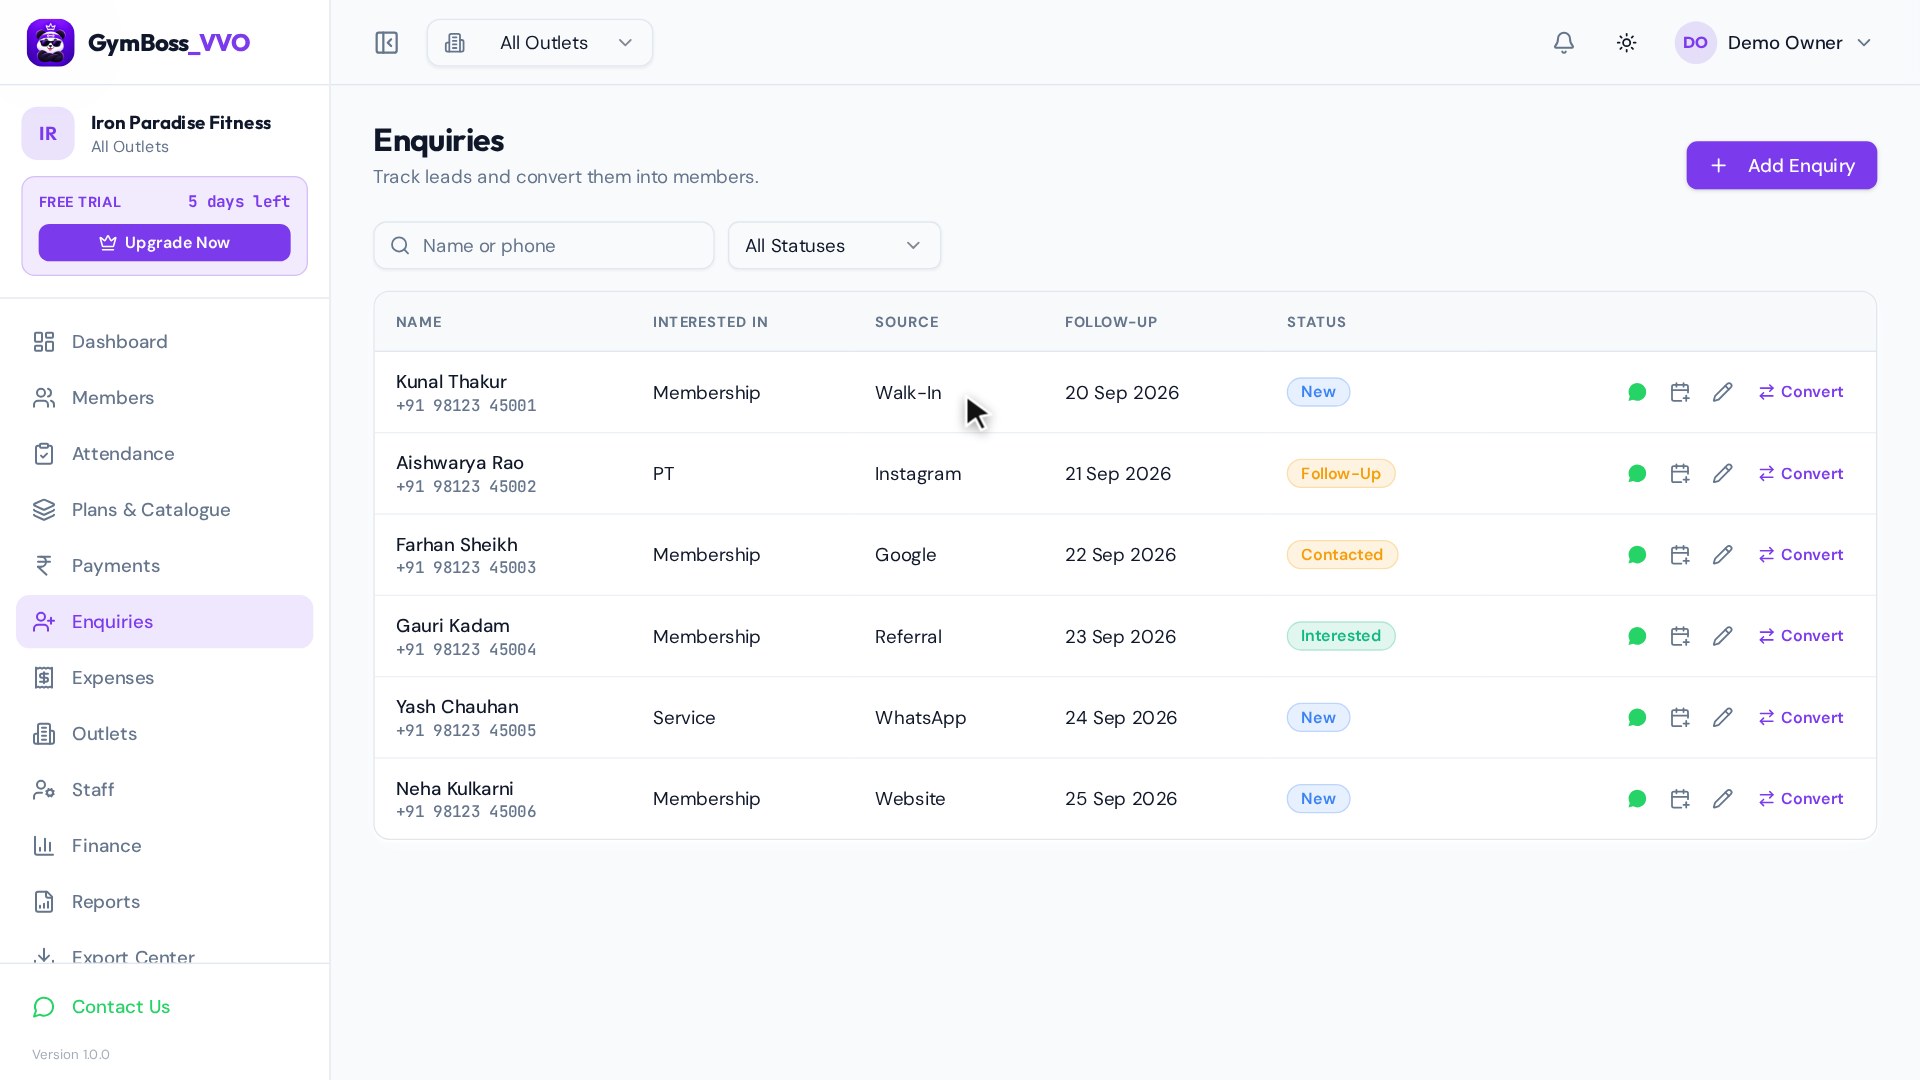 GymBoss_VVO
All Outlets
DO Demo Owner
IR Iron Paradise Fitness
All Outlets
FREE TRIAL 5 days left
Upgrade Now
Dashboard
Members
Attendance
Plans & Catalogue
Payments
Enquiries
Expenses
Outlets
Staff
Finance
Reports
Export Center
Contact Us
Version 1.0.0
Enquiries
Track leads and convert them into members.
Add Enquiry
Name or phone All Statuses
NAME INTERESTED IN SOURCE FOLLOW-UP STATUS
Kunal Thakur
+91 98123 45001 Membership Walk-In 20 Sep 2026 New Convert
Aishwarya Rao
+91 98123 45002 PT Instagram 21 Sep 2026 Follow-Up Convert
Farhan Sheikh
+91 98123 45003 Membership Google 22 Sep 2026 Contacted Convert
Gauri Kadam
+91 98123 45004 Membership Referral 23 Sep 2026 Interested Convert
Yash Chauhan
+91 98123 45005 Service WhatsApp 24 Sep 2026 New Convert
Neha Kulkarni
+91 98123 45006 Membership Website 25 Sep 2026 New Convert